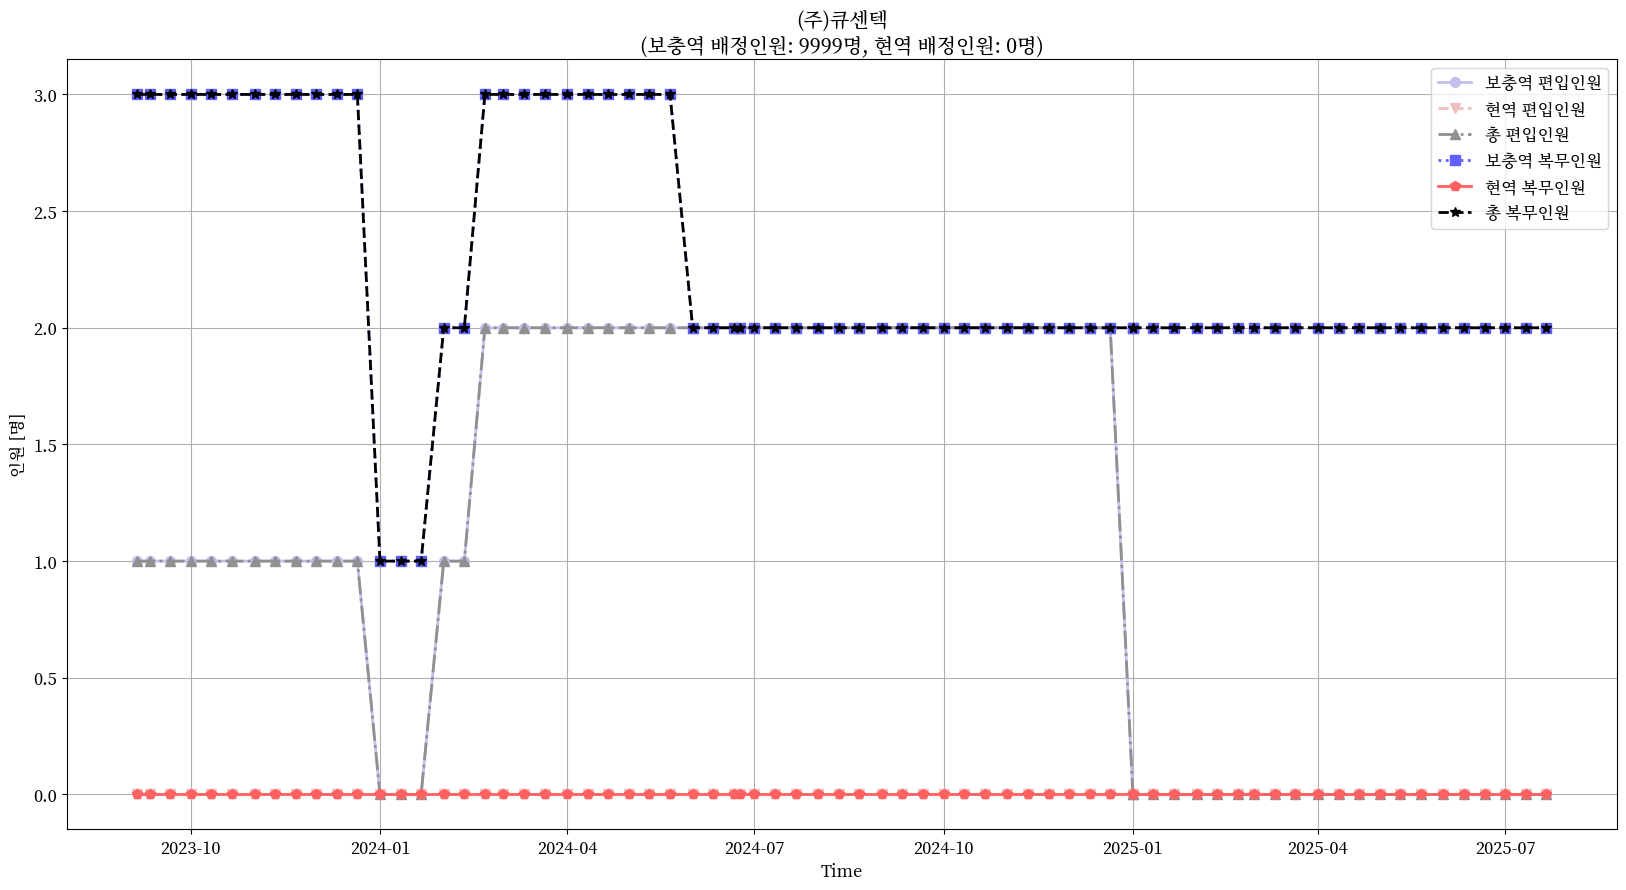 (주)큐센텍
(보충역 배정인원: 9999명, 현역 배정인원: 0명)
보충역 편입인원
현역 편입인원
총 편입인원
보충역 복무인원
현역 복무인원
총 복무인원
인원 [명]
3.0
2.5
2.0
1.5
1.0
0.5
0.0
2023-10 2024-01 2024-04 2024-07 2024-10 2025-01 2025-04 2025-07
Time